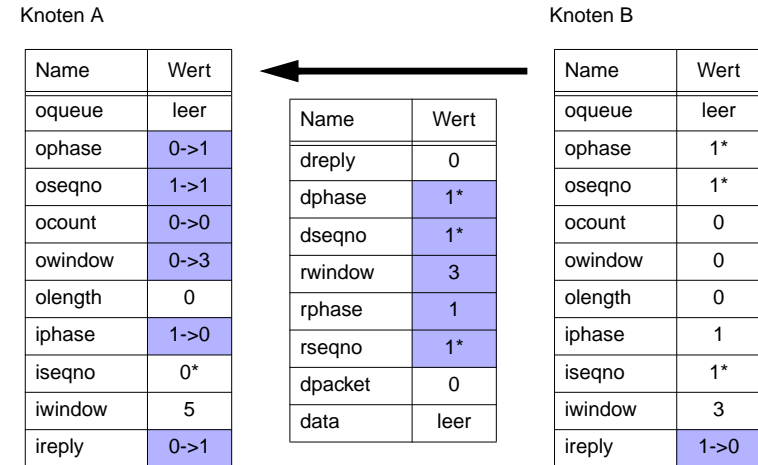 Knoten A
Name Wert
oqueue leer
ophase 0->1
oseqno 1->1
ocount 0->0
owindow 0->3
olength 0
iphase 1->0
iseqno 0*
iwindow 5
ireply 0->1
Name Wert
dreply 0
dphase 1*
dseqno 1*
rwindow 3
rphase 1
rseqno 1*
dpacket 0
data leer
Knoten B
Name Wert
oqueue leer
ophase 1*
oseqno 1*
ocount 0
owindow 0
olength 0
iphase 1
iseqno 1*
iwindow 3
ireply 1->0